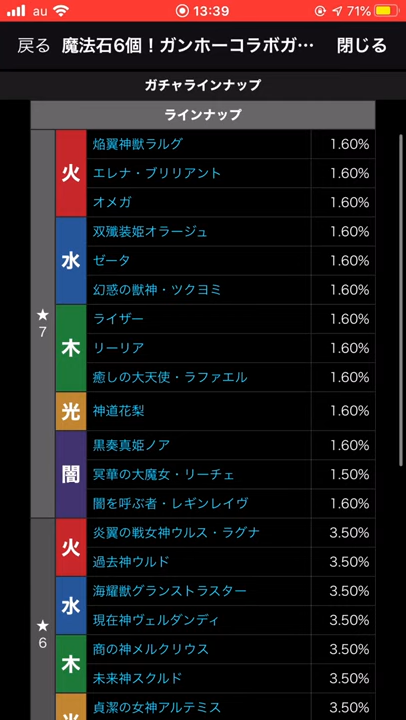 au 13:39 71%
戻る 魔法石6個！ガンホーコラボガ… 閉じる
ガチャラインナップ
ラインナップ
★7
火
焔翼神獣ラルグ 1.60%
エレナ・ブリリアント 1.60%
オメガ 1.60%
水
双殲装姫オラージュ 1.60%
ゼータ 1.60%
幻惑の獣神・ツクヨミ 1.60%
木
ライザー 1.60%
リーリア 1.60%
癒しの大天使・ラファエル 1.60%
光
神道花梨 1.60%
闇
黒奏真姫ノア 1.60%
冥華の大魔女・リーチェ 1.50%
闇を呼ぶ者・レギンレイヴ 1.60%
★6
火
炎翼の戦女神ウルス・ラグナ 3.50%
過去神ウルド 3.50%
水
海耀獣グランストラスター 3.50%
現在神ヴェルダンディ 3.50%
木
商の神メルクリウス 3.50%
未来神スクルド 3.50%
光
貞潔の女神アルテミス 3.50%